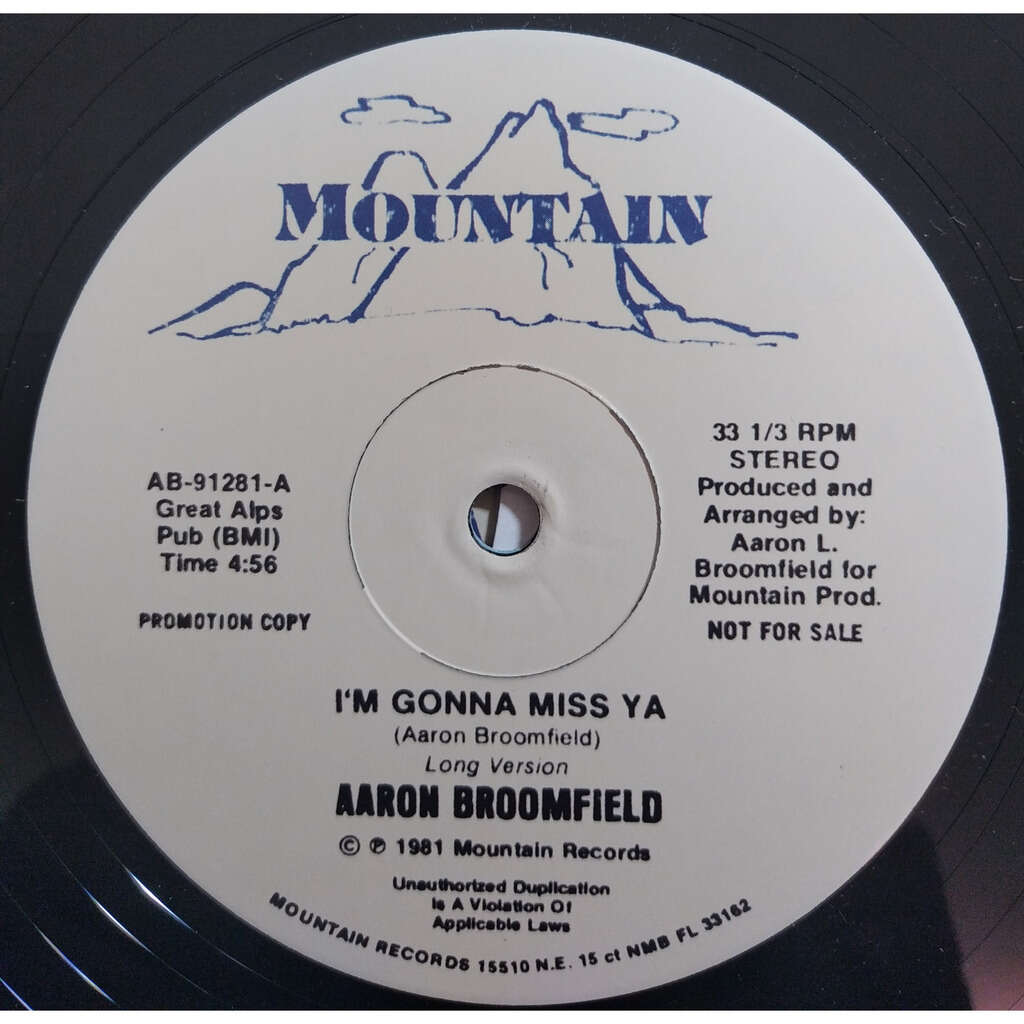 MOUNTAIN
AB-91281-A
Great Alps
Pub (BMI)
Time 4:56
PROMOTION COPY
33 1/3 RPM
STEREO
Produced and
Arranged by:
Aaron L.
Broomfield for
Mountain Prod.
NOT FOR SALE
I'M GONNA MISS YA
(Aaron Broomfield)
Long Version
AARON BROOMFIELD
© ℗ 1981 Mountain Records
Unauthorized Duplication
Is A Violation Of
Applicable Laws
MOUNTAIN RECORDS 15510 N.E. 15 ct NMB FL 33162